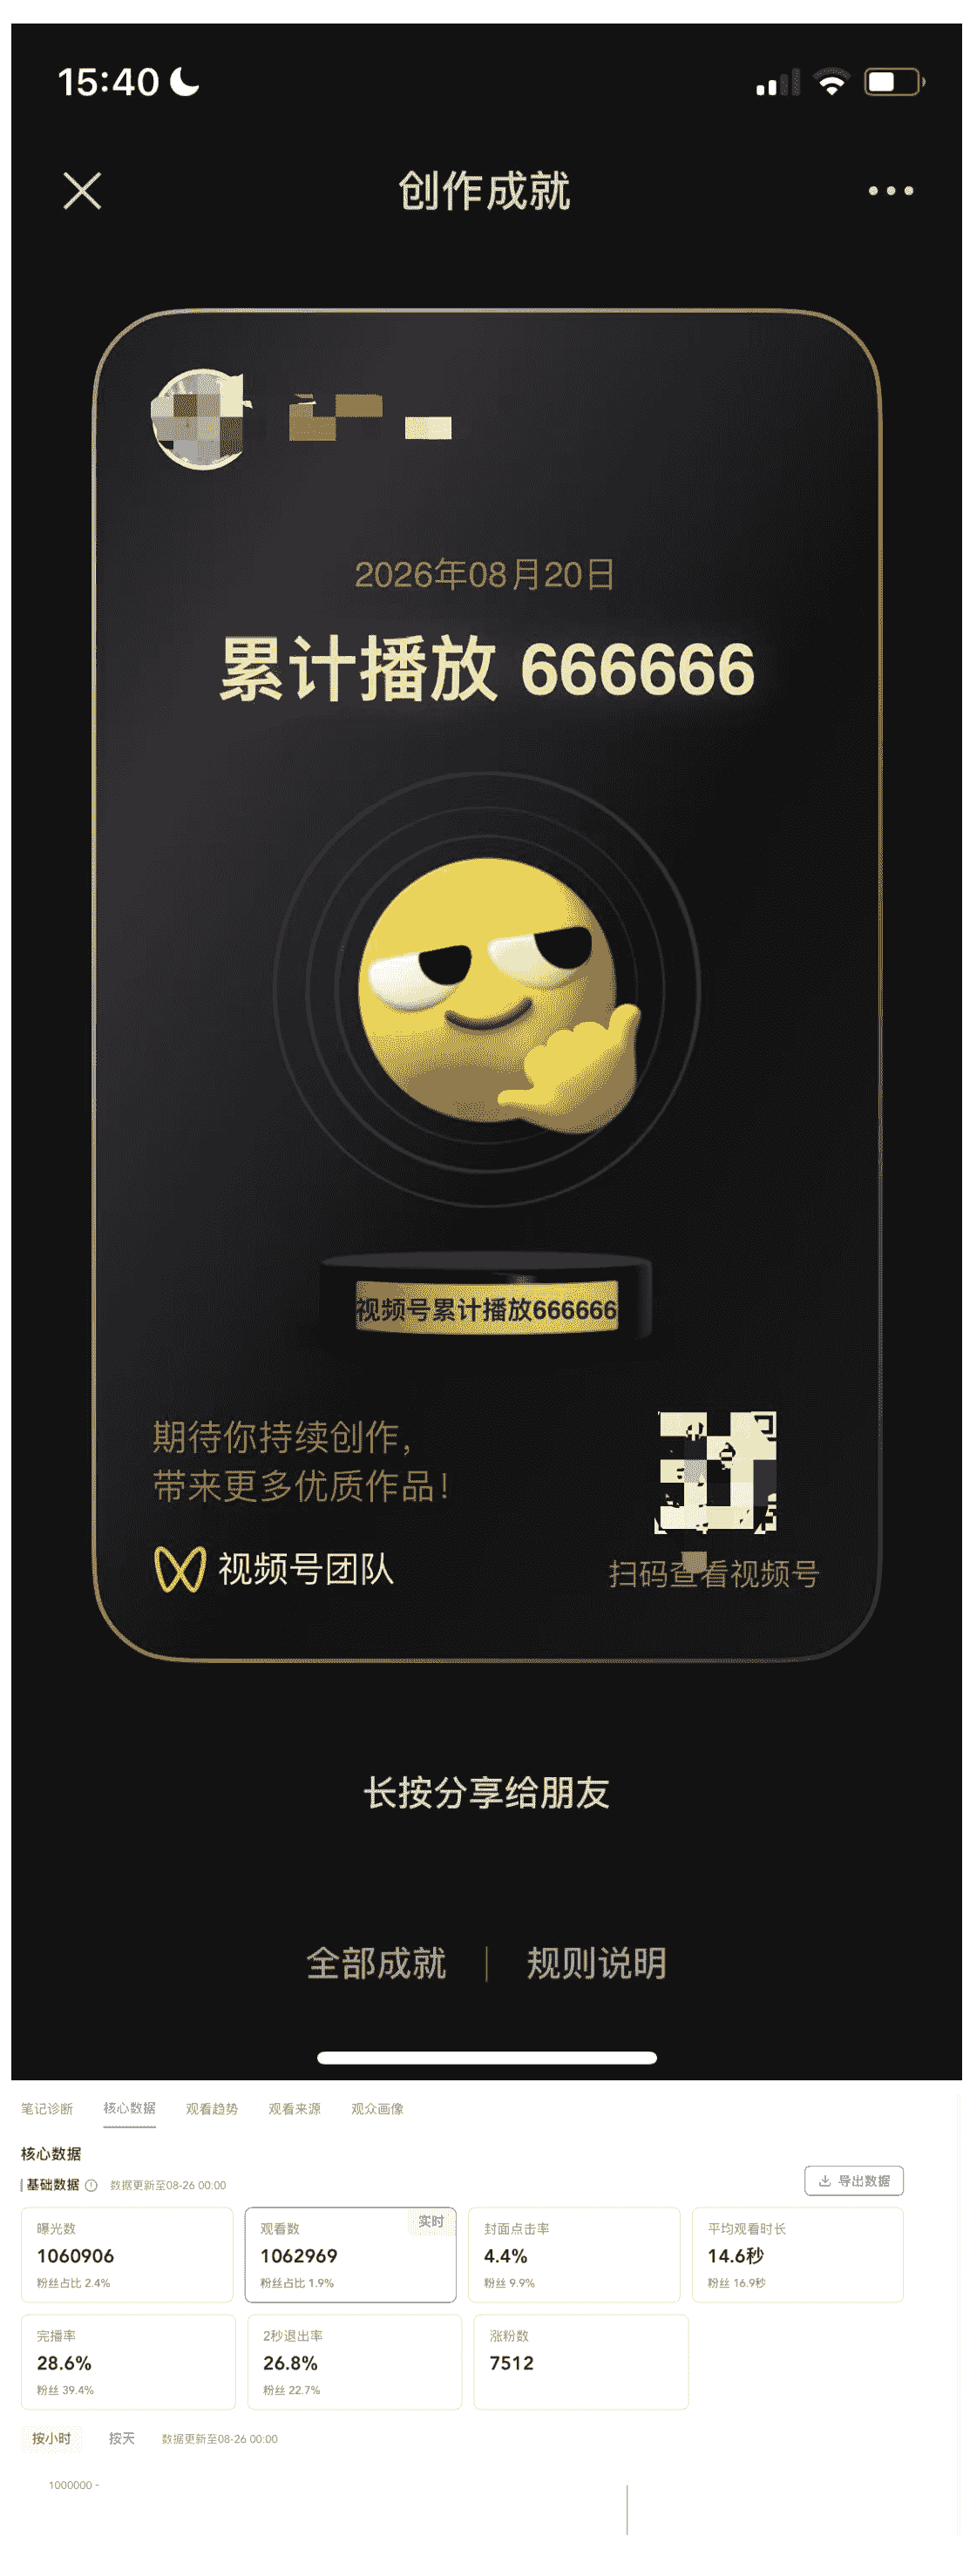 15:40
创作成就
2026年08月20日
累计播放 666666
视频号累计播放666666
期待你持续创作，
带来更多优质作品！
视频号团队
扫码查看视频号
长按分享给朋友
全部成就 | 规则说明
笔记诊断 核心数据 观看趋势 观看来源 观众画像
核心数据
基础数据 数据更新至08-26 00:00 导出数据
曝光数 观看数 实时 封面点击率 平均观看时长
1060906 1062969 4.4% 14.6秒
粉丝占比 2.4% 粉丝占比 1.9% 粉丝 9.9% 粉丝 16.9秒
完播率 2秒退出率 涨粉数
28.6% 26.8% 7512
粉丝 39.4% 粉丝 22.7%
按小时 按天 数据更新至08-26 00:00
1000000